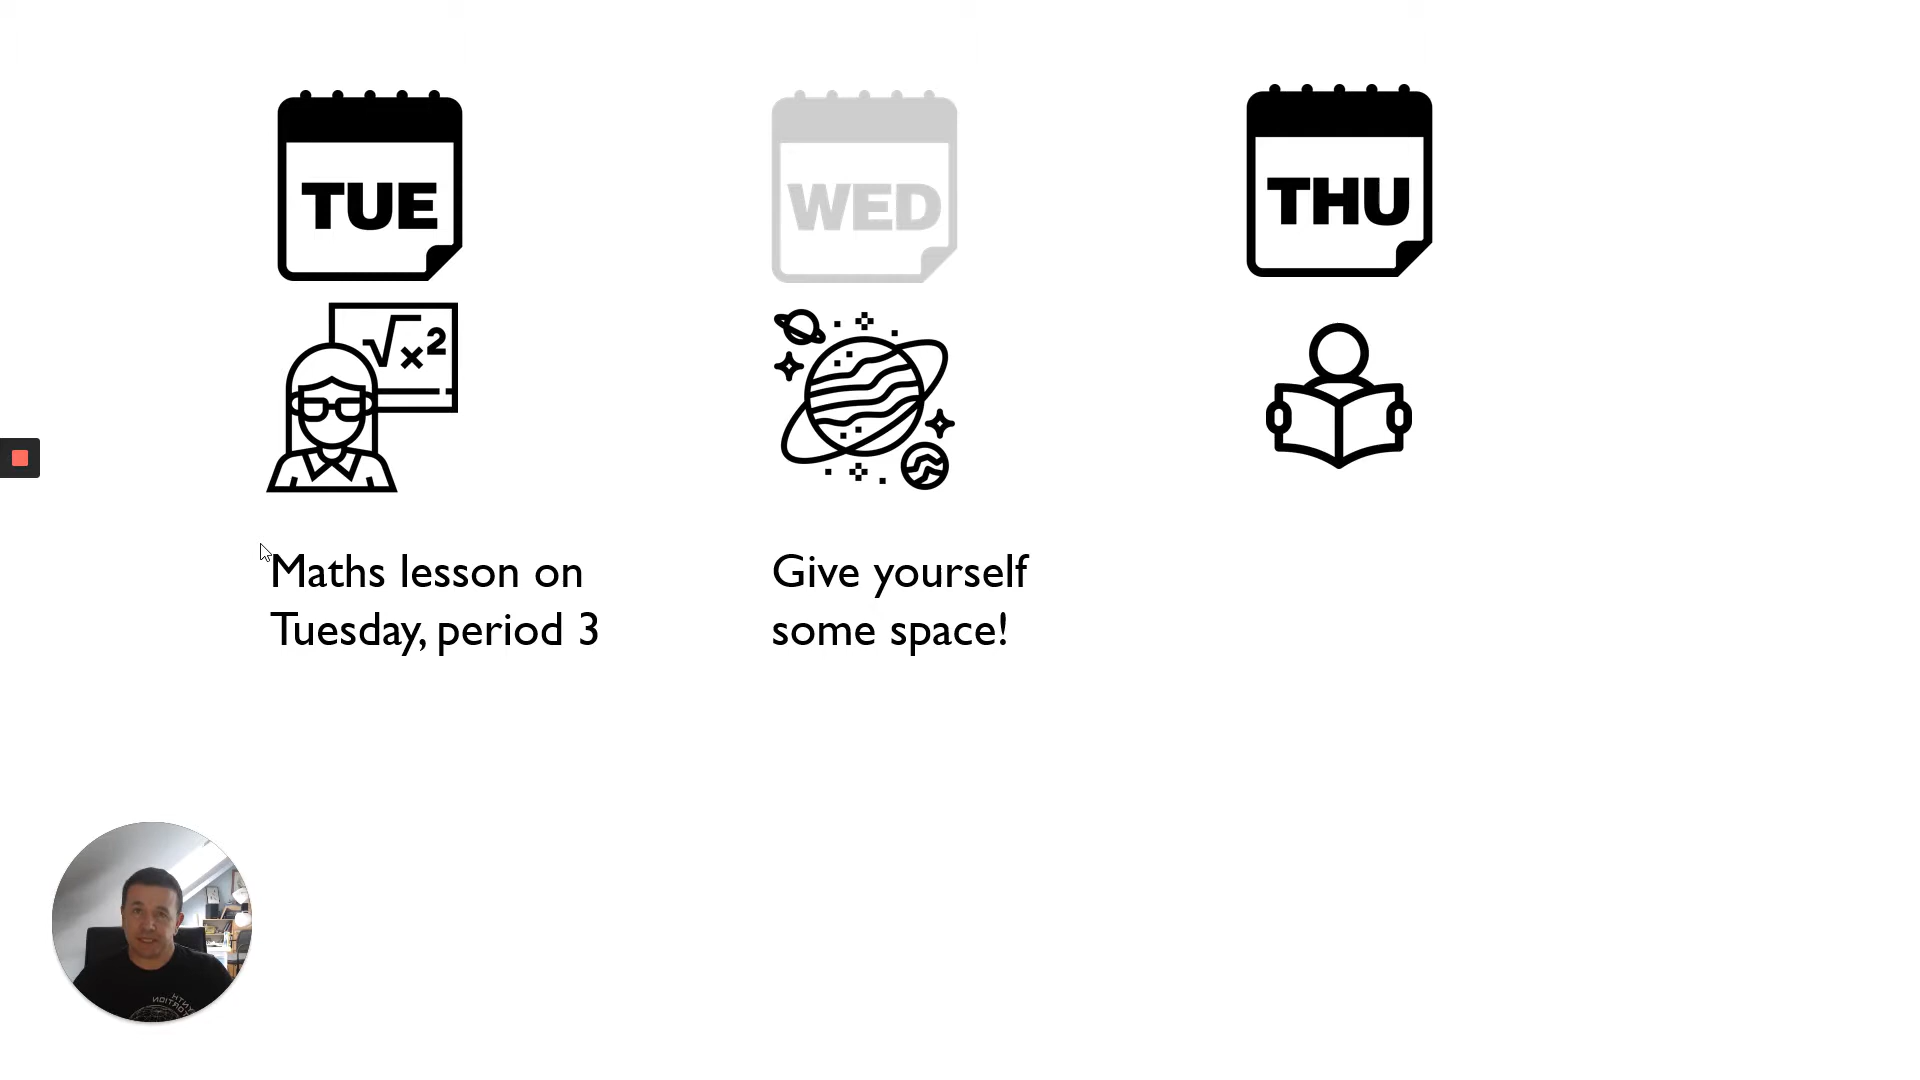 TUE
WED
THU
√x²
Maths lesson on
Tuesday, period 3
Give yourself
some space!